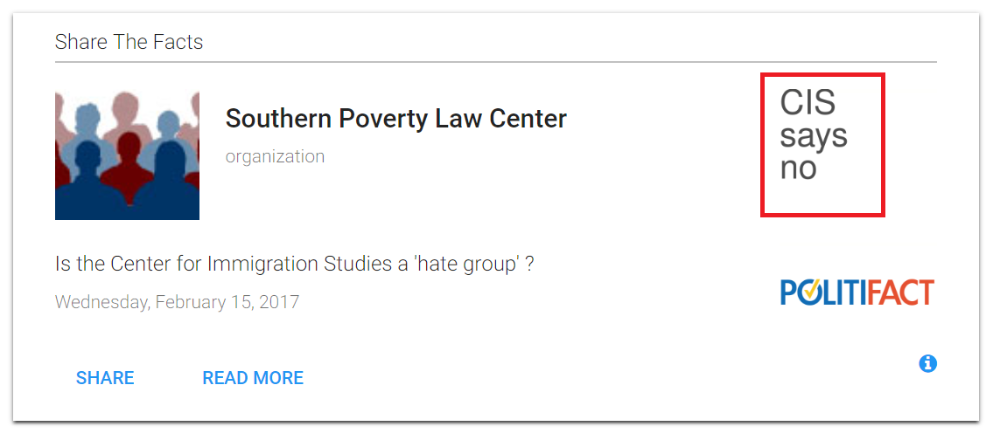 Share The Facts
Southern Poverty Law Center
organization
CIS
says
no
Is the Center for Immigration Studies a 'hate group' ?
Wednesday, February 15, 2017
POLITIFACT
SHARE
READ MORE